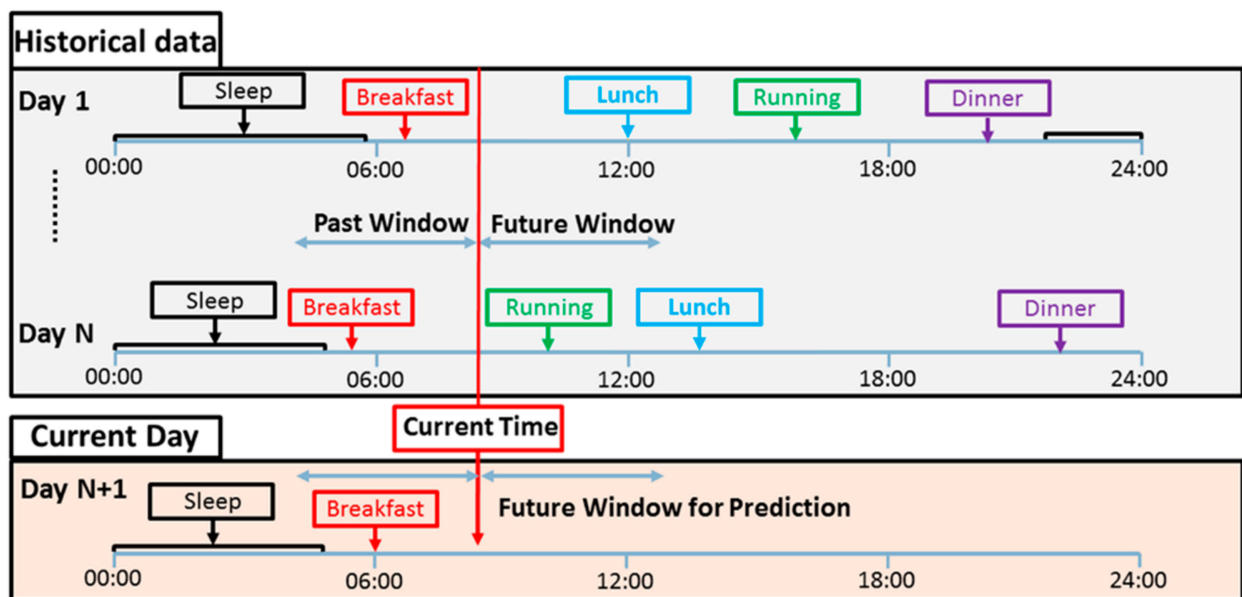 Historical data
Day 1
Sleep
Breakfast
Lunch
Running
Dinner
00:00
06:00
12:00
18:00
24:00
Past Window
Future Window
Day N
Sleep
Breakfast
Running
Lunch
Dinner
00:00
06:00
12:00
18:00
24:00
Current Time
Current Day
Day N+1
Sleep
Breakfast
Future Window for Prediction
00:00
06:00
12:00
18:00
24:00